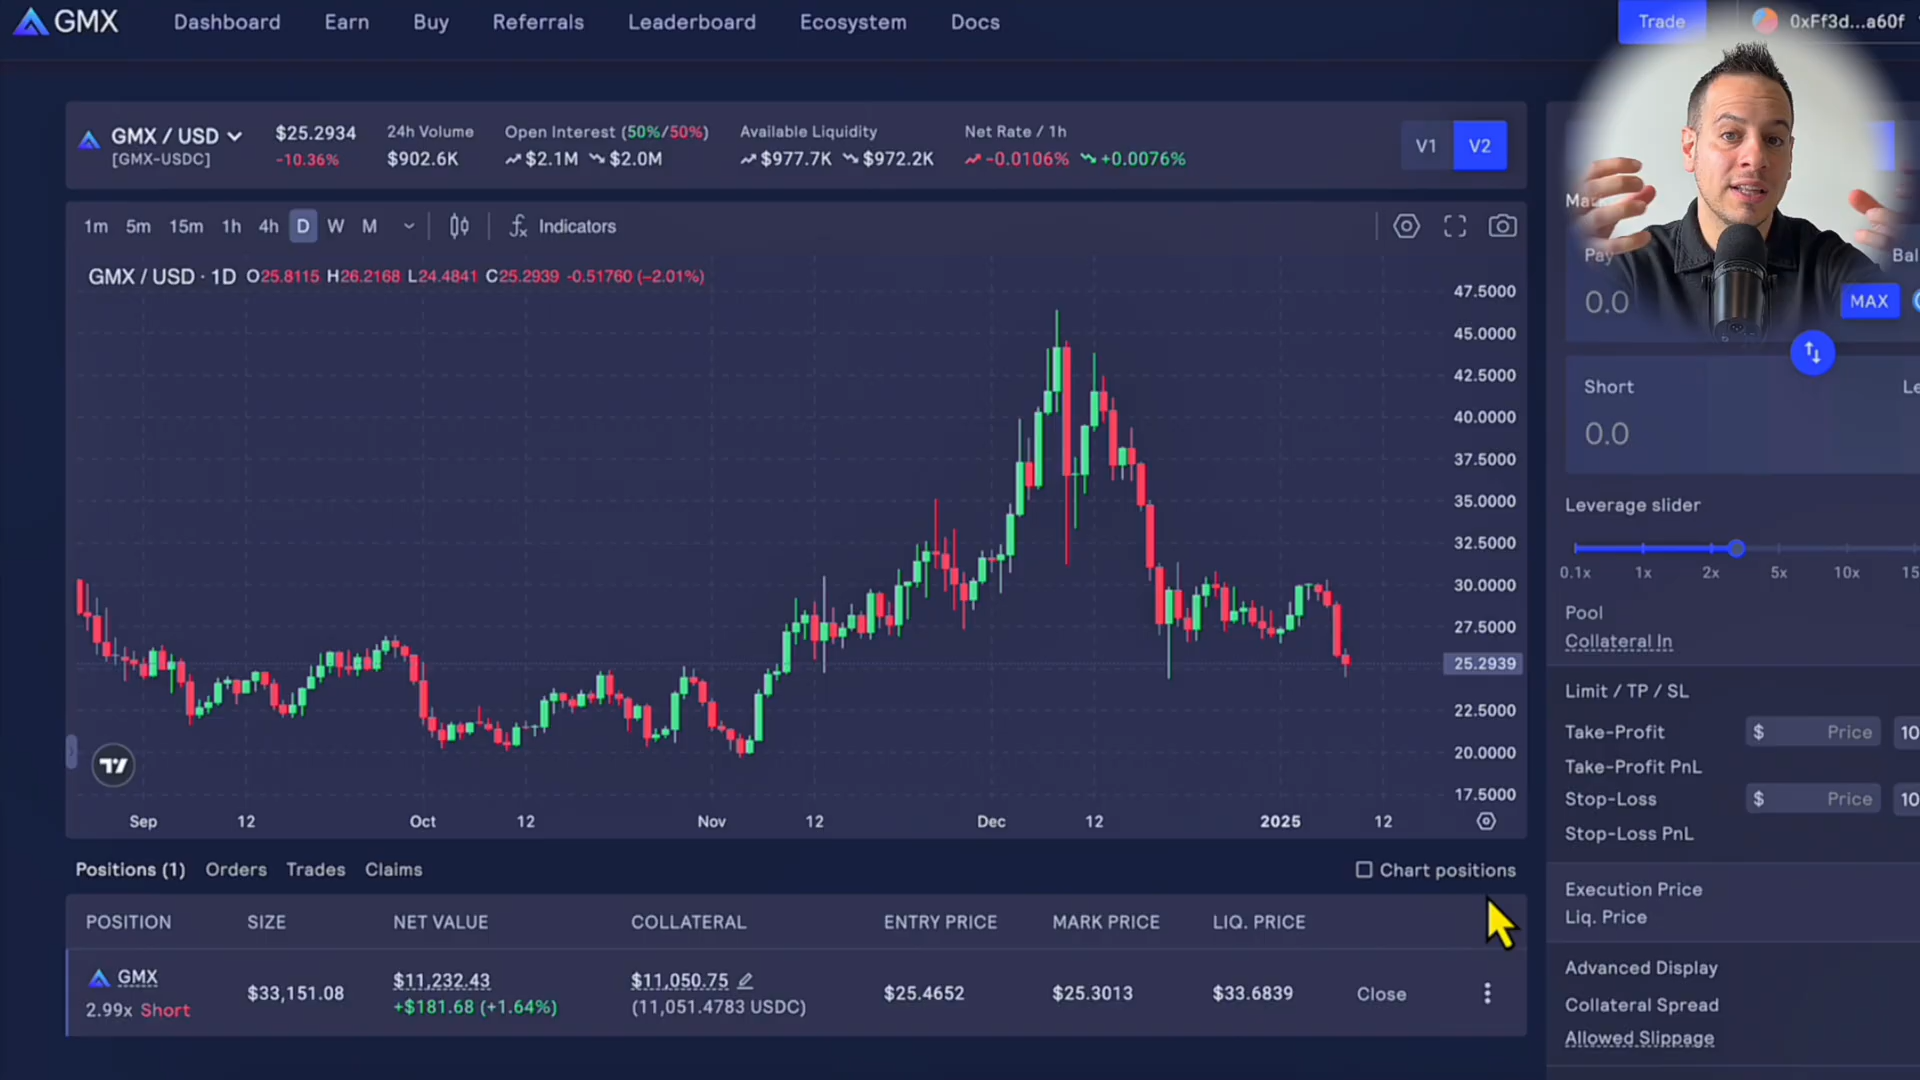 GMX Dashboard Earn Buy Referrals Leaderboard Ecosystem Docs Trade 0xFf3d...a60f
GMX / USD $25.2934 24h Volume Open Interest (50%/50%) Available Liquidity Net Rate / 1h V1 V2
[GMX-USDC] -10.36% $902.6K $2.1M $2.0M $977.7K $972.2K -0.0106% +0.0076%
1m 5m 15m 1h 4h D W M Indicators
GMX / USD · 1D O25.8115 H26.2168 L24.4841 C25.2939 -0.51760 (−2.01%)
47.5000
45.0000
42.5000
40.0000
37.5000
35.0000
32.5000
30.0000
27.5000
25.2939
22.5000
20.0000
17.5000
Sep 12 Oct 12 Nov 12 Dec 12 2025 12
Positions (1) Orders Trades Claims Chart positions
POSITION SIZE NET VALUE COLLATERAL ENTRY PRICE MARK PRICE LIQ. PRICE
GMX $33,151.08 $11,232.43 $11,050.75 $25.4652 $25.3013 $33.6839 Close
2.99x Short +$181.68 (+1.64%) (11,051.4783 USDC)
Pay
0.0 MAX
Short
0.0
Leverage slider
0.1x 1x 2x 5x 10x 15
Pool
Collateral In
Limit / TP / SL
Take-Profit $ Price 10
Take-Profit PnL
Stop-Loss $ Price 10
Stop-Loss PnL
Execution Price
Liq. Price
Advanced Display
Collateral Spread
Allowed Slippage